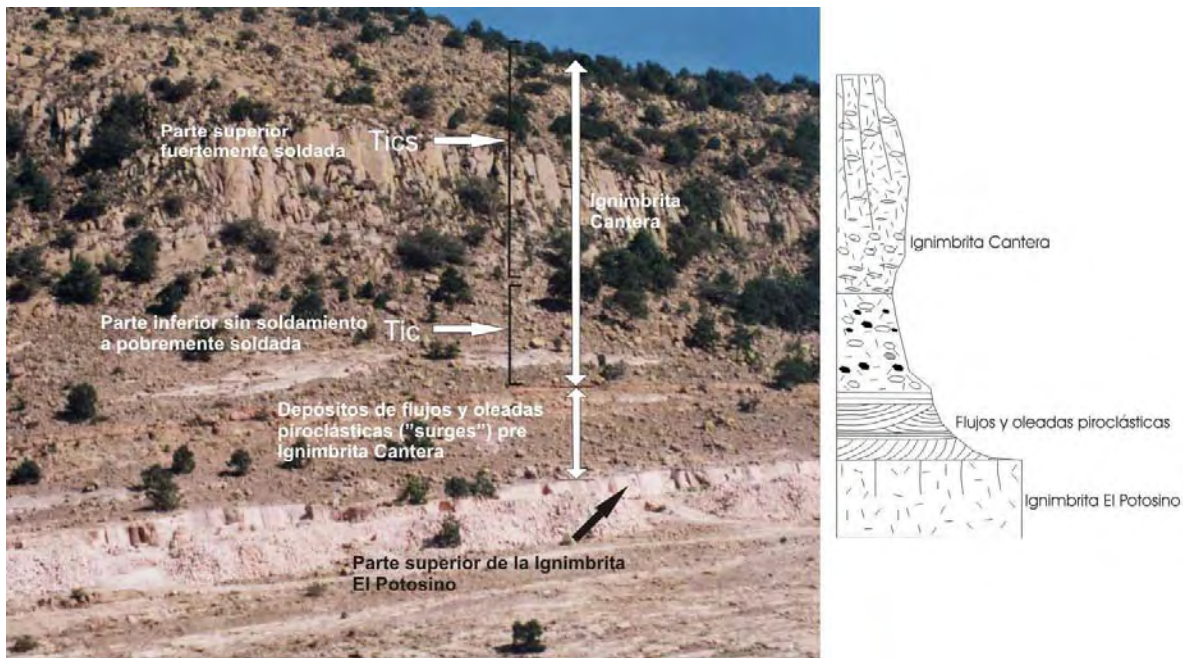 Parte superior
fuertemente soldada
Tics
Ignimbrita
Cantera
Parte inferior sin soldamiento
a pobremente soldada
Tic
Depósitos de flujos y oleadas
piroclásticas ("surges") pre
Ignimbrita Cantera
Parte superior de la Ignimbrita
El Potosino
Ignimbrita Cantera
Flujos y oleadas piroclásticas
Ignimbrita El Potosino